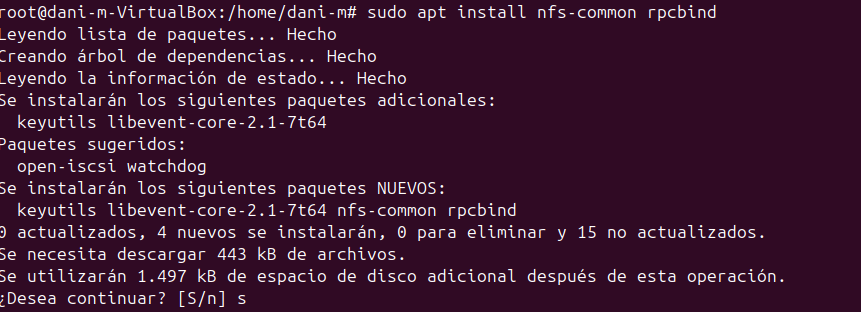 root@dani-m-VirtualBox:/home/dani-m# sudo apt install nfs-common rpcbind
Leyendo lista de paquetes... Hecho
Creando árbol de dependencias... Hecho
Leyendo la información de estado... Hecho
Se instalarán los siguientes paquetes adicionales:
  keyutils libevent-core-2.1-7t64
Paquetes sugeridos:
  open-iscsi watchdog
Se instalarán los siguientes paquetes NUEVOS:
  keyutils libevent-core-2.1-7t64 nfs-common rpcbind
0 actualizados, 4 nuevos se instalarán, 0 para eliminar y 15 no actualizados.
Se necesita descargar 443 kB de archivos.
Se utilizarán 1.497 kB de espacio de disco adicional después de esta operación.
¿Desea continuar? [S/n] s